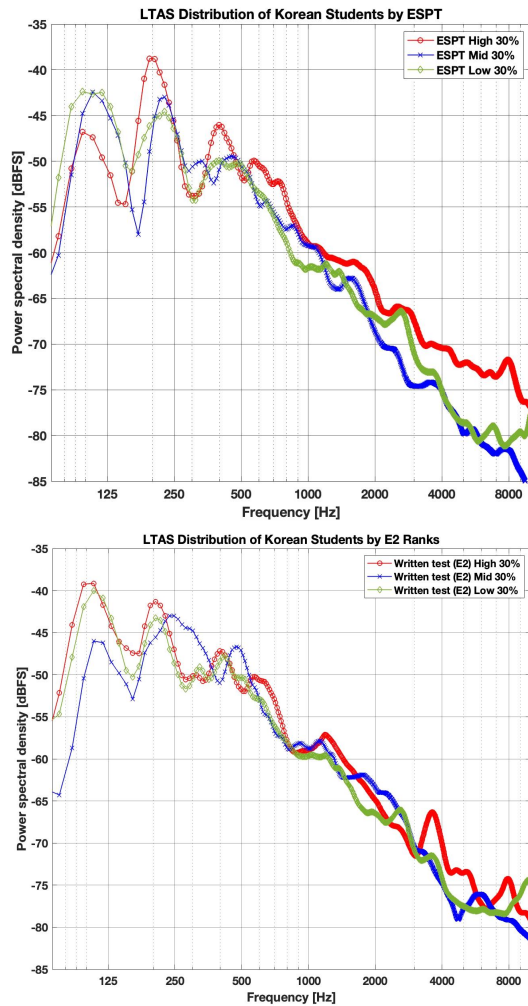 LTAS Distribution of Korean Students by ESPT
ESPT High 30%
ESPT Mid 30%
ESPT Low 30%
Power spectral density [dBFS]
-35
-40
-45
-50
-55
-60
-65
-70
-75
-80
-85
125 250 500 1000 2000 4000 8000
Frequency [Hz]
LTAS Distribution of Korean Students by E2 Ranks
Written test (E2) High 30%
Written test (E2) Mid 30%
Written test (E2) Low 30%
Power spectral density [dBFS]
-35
-40
-45
-50
-55
-60
-65
-70
-75
-80
-85
125 250 500 1000 2000 4000 8000
Frequency [Hz]